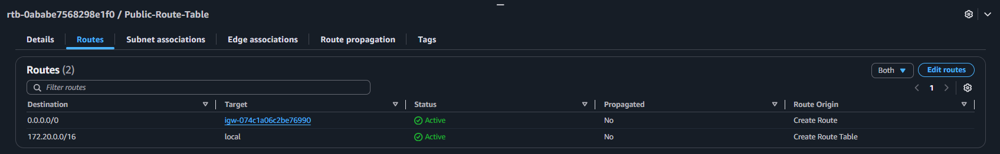 rtb-0ababe7568298e1f0 / Public-Route-Table
Details Routes Subnet associations Edge associations Route propagation Tags
Routes (2)
Both Edit routes
Filter routes
1
Destination Target Status Propagated Route Origin
0.0.0.0/0 igw-074c1a06c2be76990 Active No Create Route
172.20.0.0/16 local Active No Create Route Table